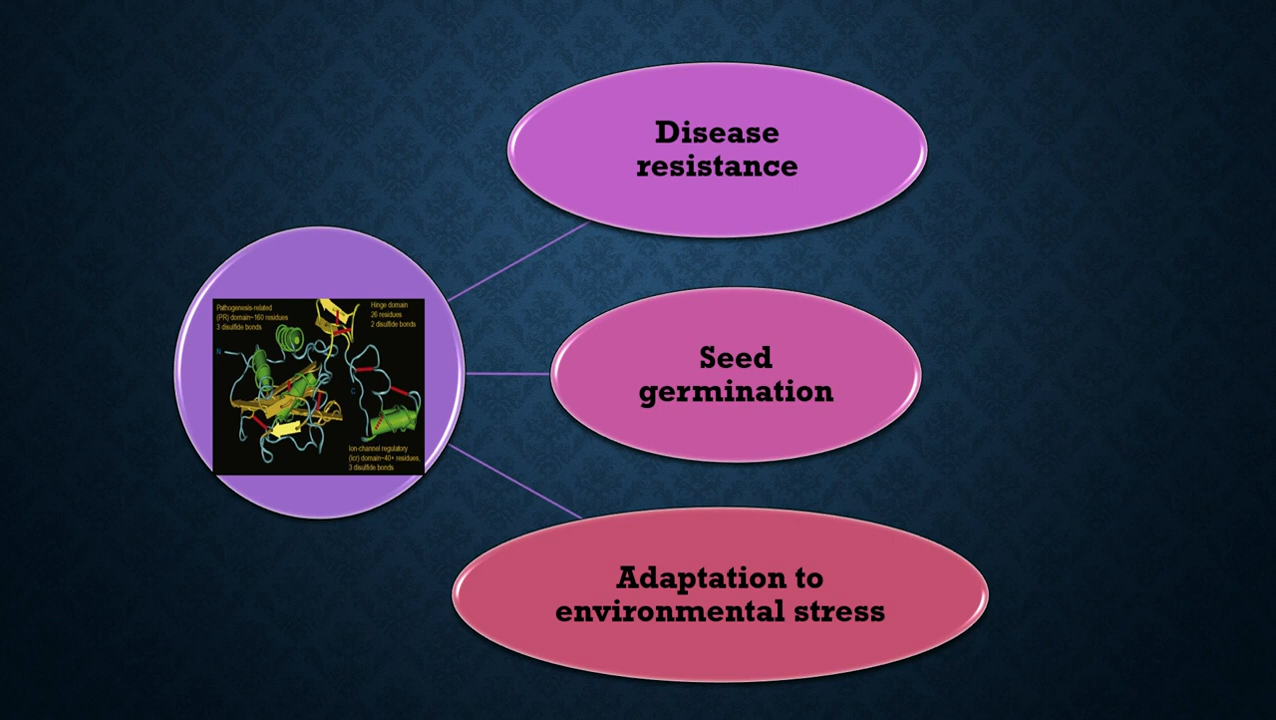 Disease
resistance
Pathogenesis-related
(PR) domain~160 residues
3 disulfide bonds
Hinge domain
26 residues
2 disulfide bonds
N
C
Seed
germination
Ion-channel regulatory
(Icr) domain~40+ residues,
3 disulfide bonds
Adaptation to
environmental stress